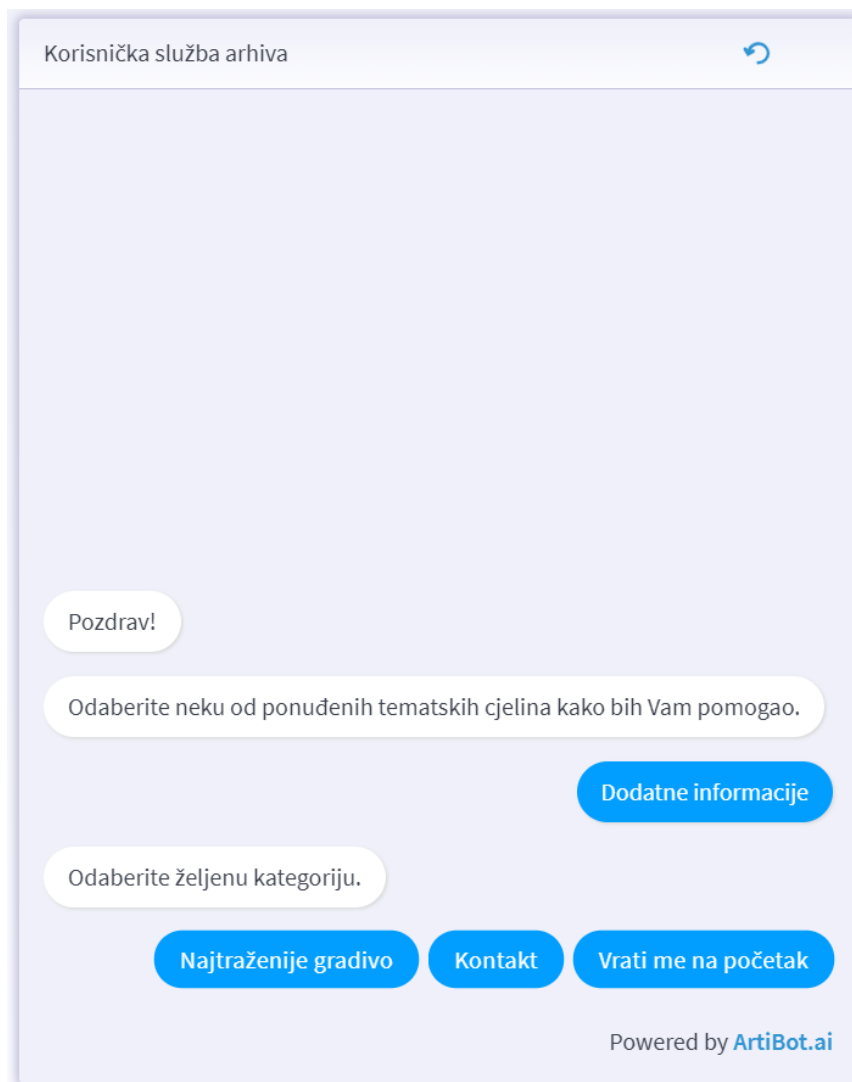 Korisnička služba arhiva
Pozdrav!
Odaberite neku od ponuđenih tematskih cjelina kako bih Vam pomogao.
Dodatne informacije
Odaberite željenu kategoriju.
Najtraženije gradivo Kontakt Vrati me na početak
Powered by ArtiBot.ai